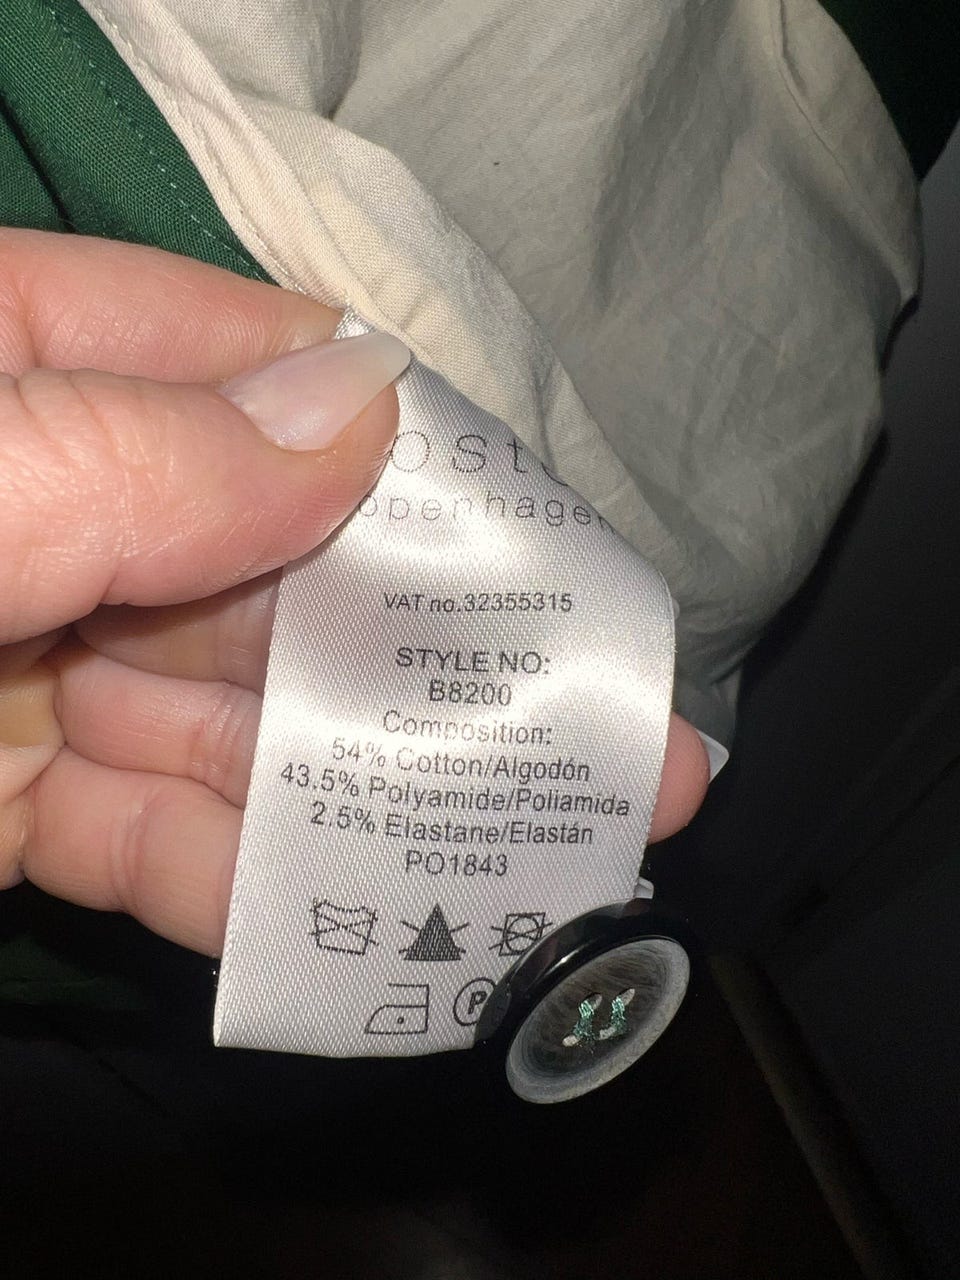 openhagen
VAT no.32355315
STYLE NO:
B8200
Composition:
54% Cotton/Algodón
43.5% Polyamide/Poliamida
2.5% Elastane/Elastán
PO1843
P